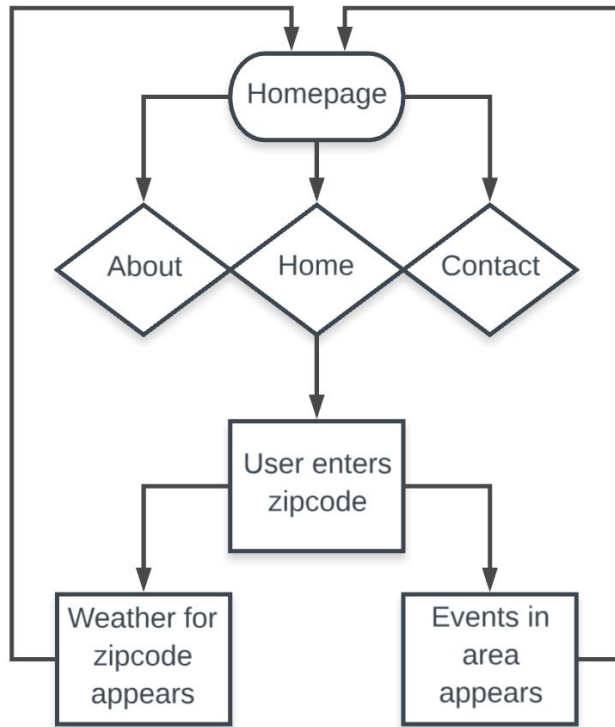 Homepage
About
Home
Contact
User enters
zipcode
Weather for
zipcode
appears
Events in
area
appears